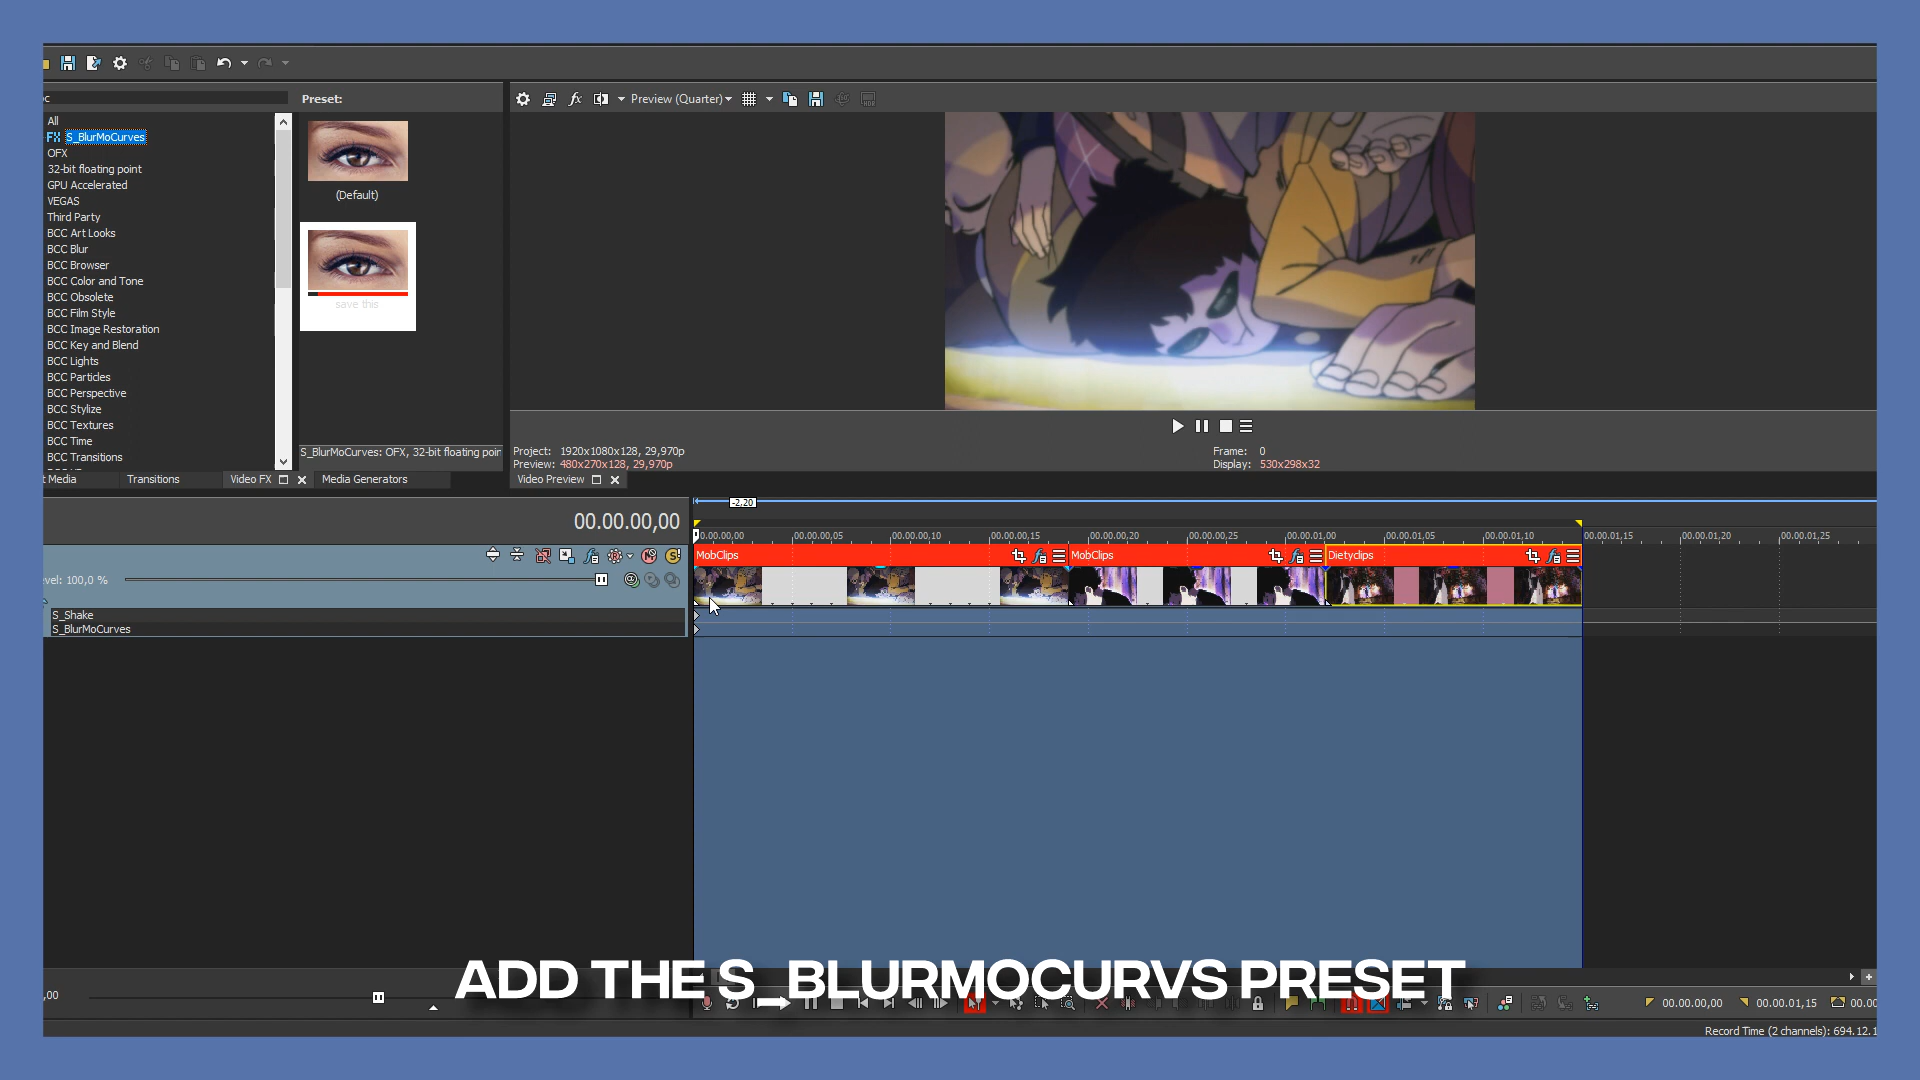 Preset:
Preview (Quarter)
All
FX S_BlurMoCurves
OFX
32-bit floating point
GPU Accelerated
VEGAS
Third Party
BCC Art Looks
BCC Blur
BCC Browser
BCC Color and Tone
BCC Obsolete
BCC Film Style
BCC Image Restoration
BCC Key and Blend
BCC Lights
BCC Particles
BCC Perspective
BCC Stylize
BCC Textures
BCC Time
BCC Transitions
(Default)
save this
S_BlurMoCurves: OFX, 32-bit floating poin
Project: 1920x1080x128, 29,970p
Preview: 480x270x128, 29,970p
Frame: 0
Display: 530x298x32
t Media
Transitions
Video FX
Media Generators
Video Preview
-2.20
00.00.00,00
0.00.00,00
00.00.00,05
00.00.00,10
00.00.00,15
00.00.00,20
00.00.00,25
00.00.01,00
00.00.01,05
00.00.01,10
00.00.01,15
00.00.01,20
00.00.01,25
MobClips
MobClips
Dietyclips
evel: 100,0 %
S_Shake
S_BlurMoCurves
ADD THE S_BLURMOCURVS PRESET
,00
00.00.00,00
00.00.01,15
00.00
Record Time (2 channels): 694.12.1